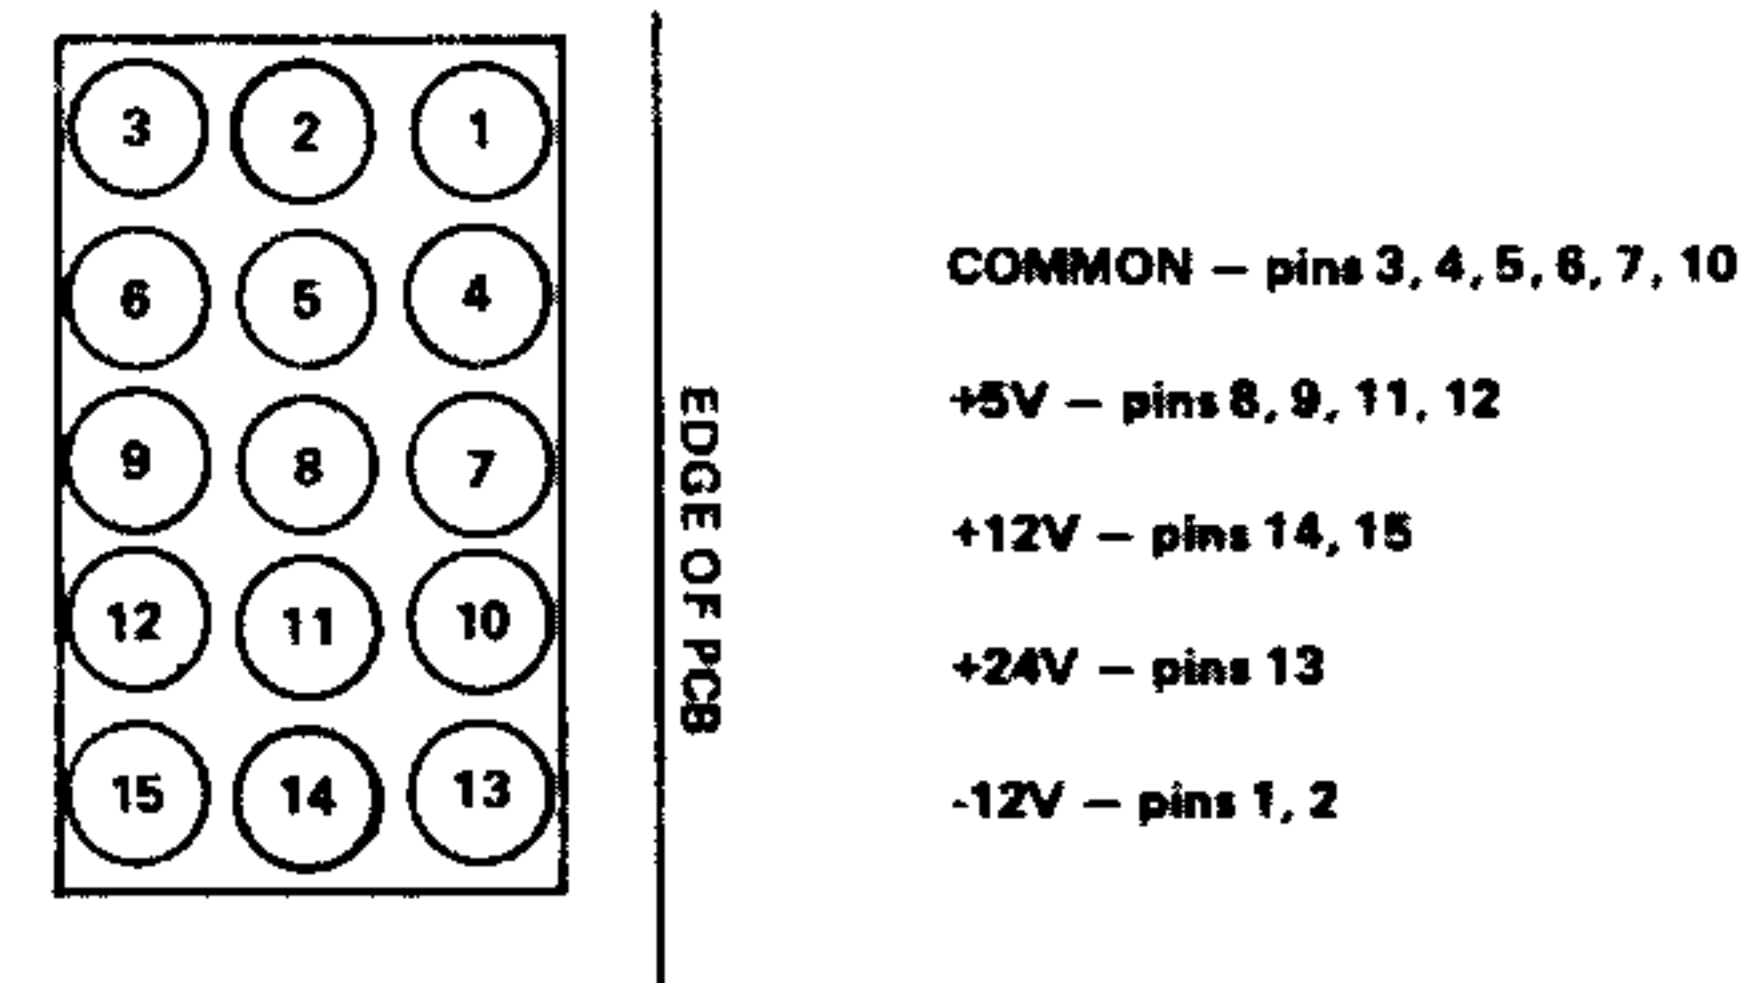 3 2 1
6 5 4
9 8 7
12 11 10
15 14 13
EDGE OF PCB
COMMON — pins 3, 4, 5, 6, 7, 10
+5V — pins 8, 9, 11, 12
+12V — pins 14, 15
+24V — pins 13
-12V — pins 1, 2